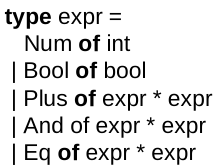 type expr =
Num of int
| Bool of bool
| Plus of expr * expr
| And of expr * expr
| Eq of expr * expr